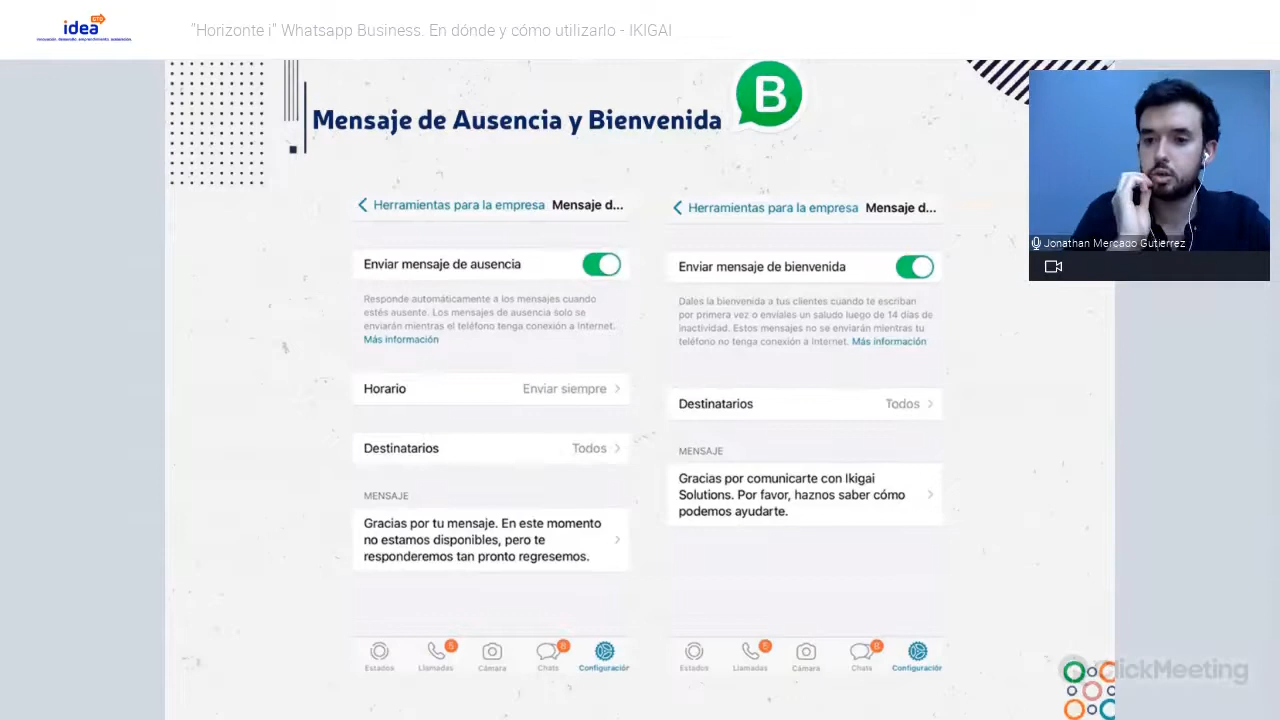 idea
GTO
"Horizonte i" Whatsapp Business. En dónde y cómo utilizarlo - IKIGAI
Mensaje de Ausencia y Bienvenida
B
Jonathan Mercado Gutierrez
Herramientas para la empresa Mensaje d...
Enviar mensaje de ausencia
Responde automáticamente a los mensajes cuando
estés ausente. Los mensajes de ausencia solo se
enviarán mientras el teléfono tenga conexión a Internet.
Más información
Horario Enviar siempre
Destinatarios Todos
MENSAJE
Gracias por tu mensaje. En este momento
no estamos disponibles, pero te
responderemos tan pronto regresemos.
Estados Llamadas 5 Cámara Chats 8 Configuración
Herramientas para la empresa Mensaje d...
Enviar mensaje de bienvenida
Dales la bienvenida a tus clientes cuando te escriban
por primera vez o envíales un saludo luego de 14 días de
inactividad. Estos mensajes no se enviarán mientras tu
teléfono no tenga conexión a Internet. Más información
Destinatarios Todos
MENSAJE
Gracias por comunicarte con Ikigai
Solutions. Por favor, haznos saber cómo
podemos ayudarte.
Estados Llamadas 5 Cámara Chats 8 Configuración
ClickMeeting